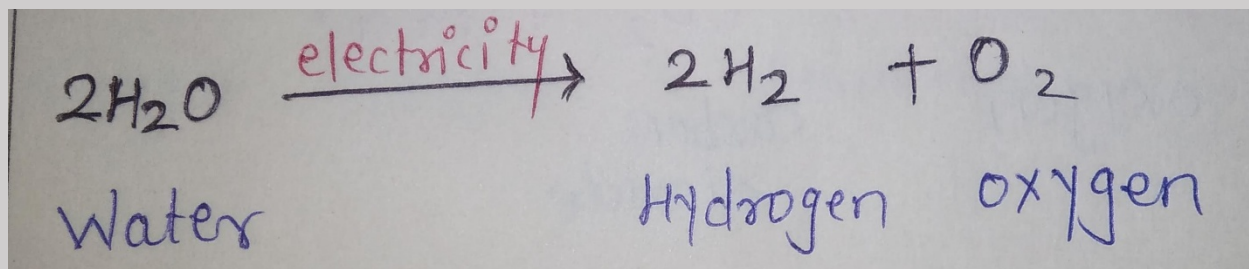 2H₂O electricity→ 2H₂ + O₂
Water Hydrogen oxygen